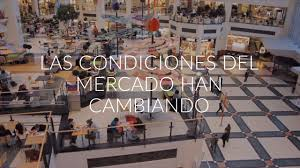 LAS CONDICIONES DEL
MERCADO HAN
CAMBIANDO